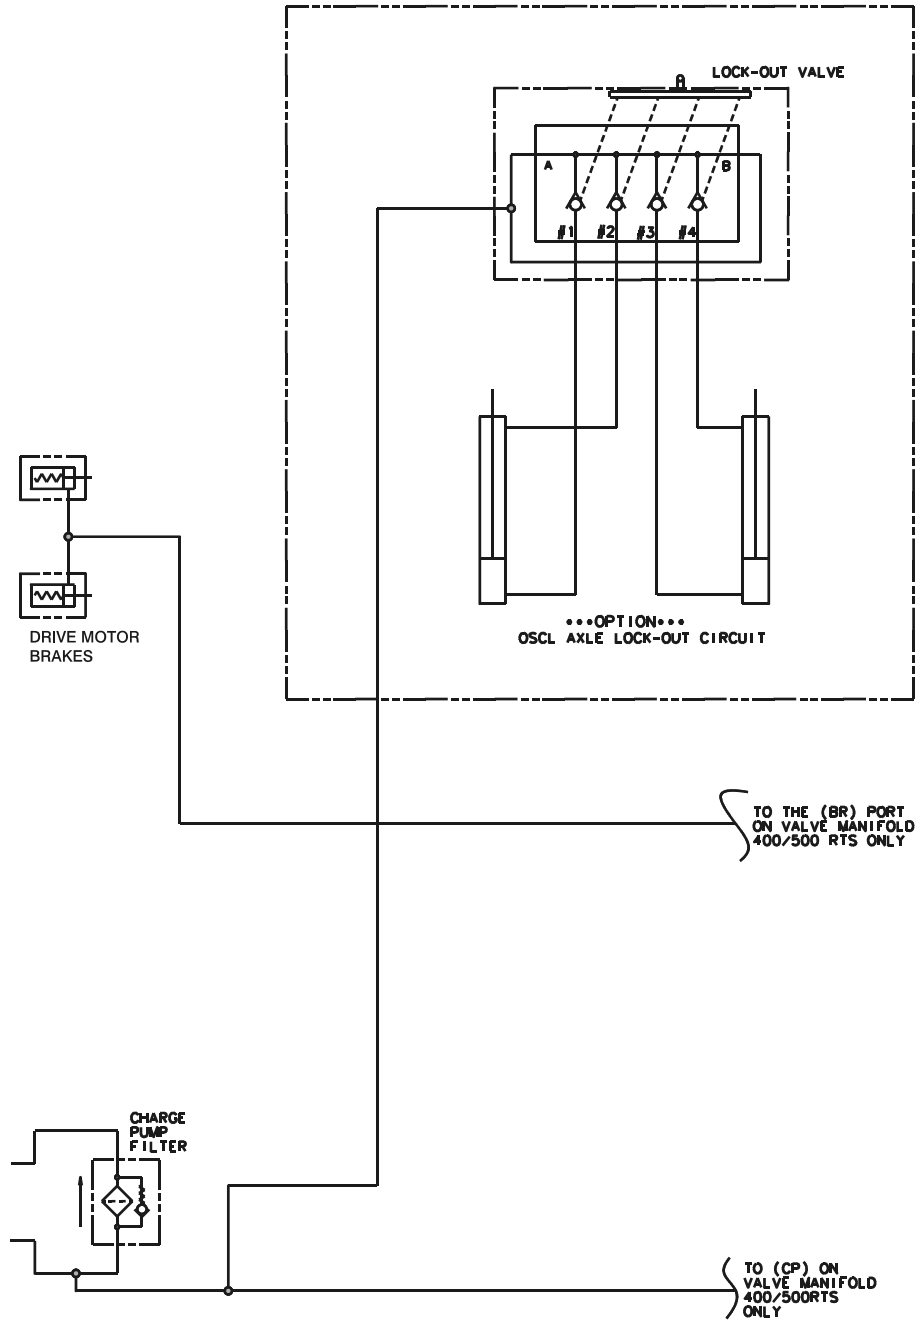 LOCK-OUT VALVE
A
B
#1 #2 #3 #4
•••OPTION•••
OSCL AXLE LOCK-OUT CIRCUIT
DRIVE MOTOR
BRAKES
TO THE (BR) PORT
ON VALVE MANIFOLD
400/500 RTS ONLY
CHARGE
PUMP
FILTER
TO (CP) ON
VALVE MANIFOLD
400/500RTS
ONLY